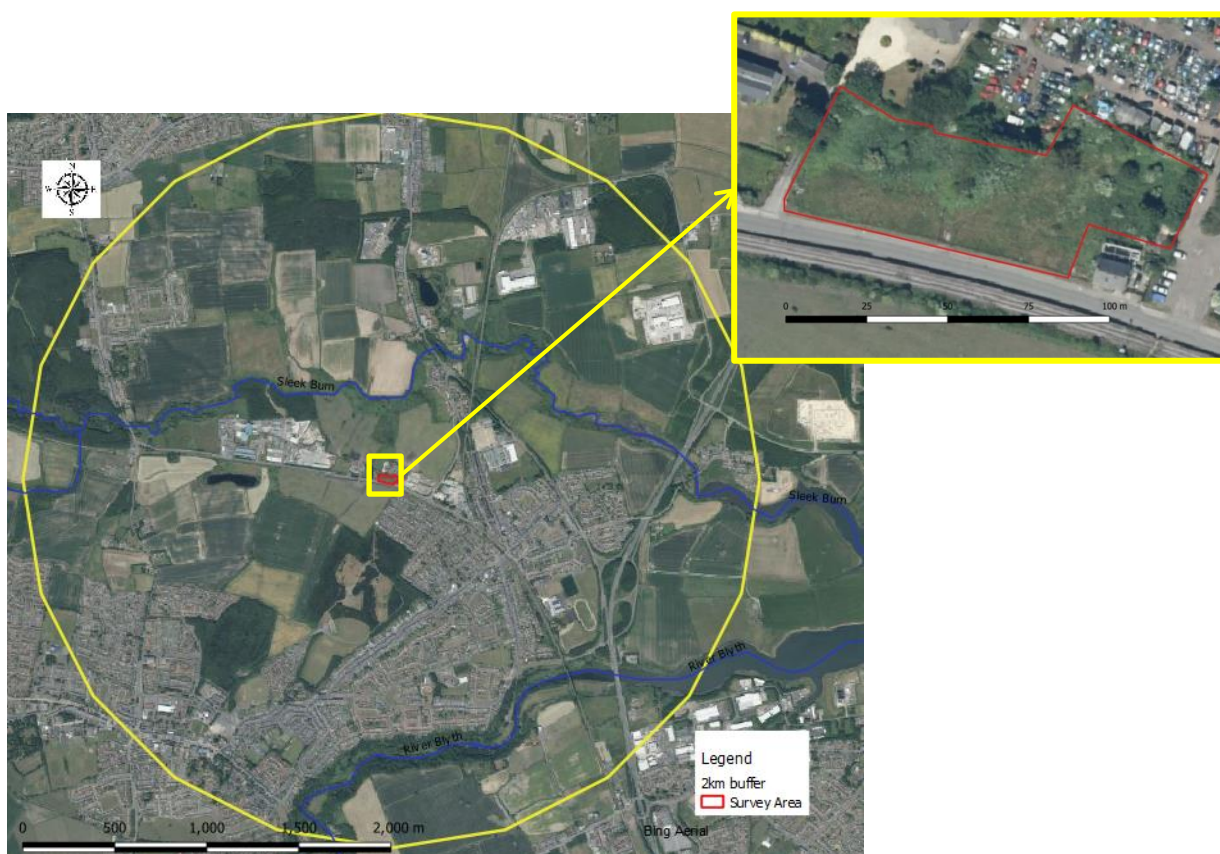 0 25 50 75 100 m
N
W E
S
Sleek Burn
Sleek Burn
River Blyth
River Blyth
Legend
2km buffer
Survey Area
0 500 1,000 1,500 2,000 m
Bing Aerial